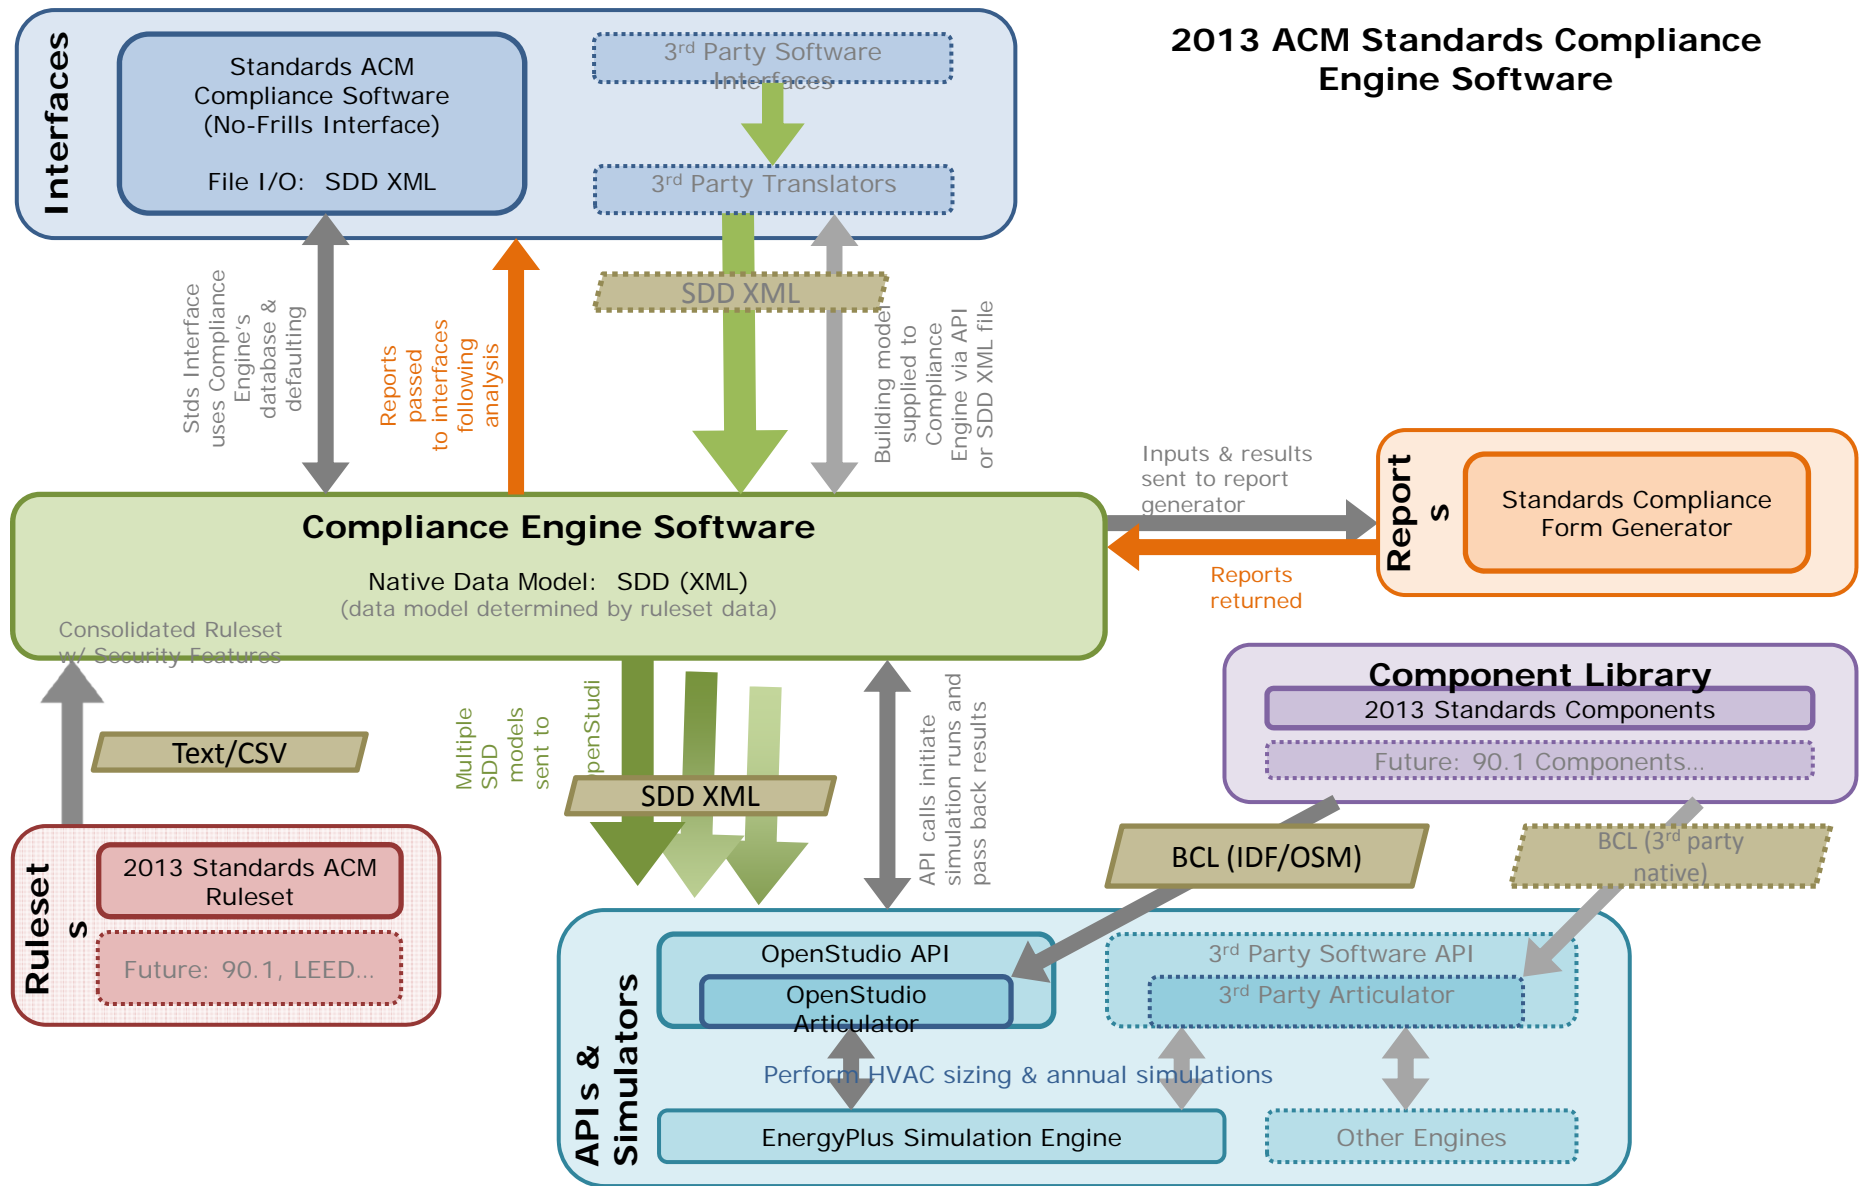 2013 ACM Standards Compliance
Engine Software
Interfaces
Standards ACM
Compliance Software
(No-Frills Interface)
File I/O: SDD XML
3rd Party Software
Interfaces
3rd Party Translators
Stds Interface
uses Compliance
Engine's
database &
defaulting
Reports
passed
to interfaces
following
analysis
SDD XML
Building model
supplied to
Compliance
Engine via API
or SDD XML file
Compliance Engine Software
Native Data Model: SDD (XML)
(data model determined by ruleset data)
Inputs & results
sent to report
generator
Reports
returned
Report
s
Standards Compliance
Form Generator
Consolidated Ruleset
w/ Security Features
Text/CSV
Ruleset
s
2013 Standards ACM
Ruleset
Future: 90.1, LEED...
Multiple
SDD
models
sent to
OpenStudi
SDD XML
API calls initiate
simulation runs and
pass back results
Component Library
2013 Standards Components
Future: 90.1 Components...
BCL (IDF/OSM)
BCL (3rd party
native)
APIs &
Simulators
OpenStudio API
OpenStudio
Articulator
3rd Party Software API
3rd Party Articulator
Perform HVAC sizing & annual simulations
EnergyPlus Simulation Engine
Other Engines